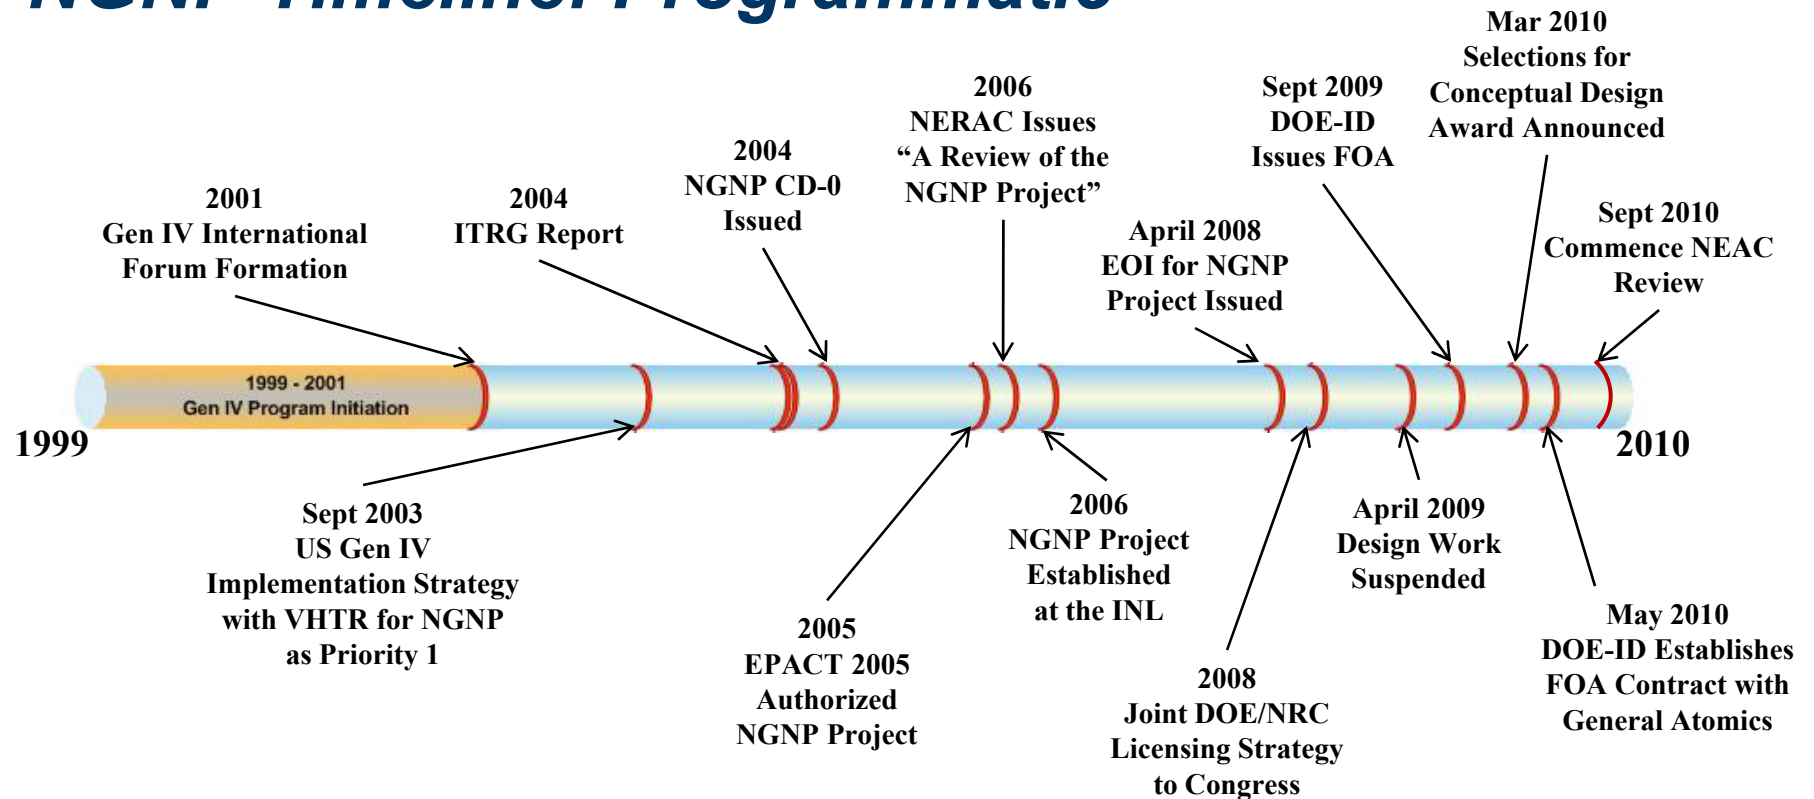 NGNP Timeline: Programmatic
Mar 2010
Selections for
Conceptual Design
Award Announced
2006
NERAC Issues
“A Review of the
NGNP Project”
Sept 2009
DOE-ID
Issues FOA
2004
NGNP CD-0
Issued
2001
Gen IV International
Forum Formation
2004
ITRG Report
April 2008
EOI for NGNP
Project Issued
Sept 2010
Commence NEAC
Review
1999 - 2001
Gen IV Program Initiation
1999
2010
Sept 2003
US Gen IV
Implementation Strategy
with VHTR for NGNP
as Priority 1
2005
EPACT 2005
Authorized
NGNP Project
2006
NGNP Project
Established
at the INL
2008
Joint DOE/NRC
Licensing Strategy
to Congress
April 2009
Design Work
Suspended
May 2010
DOE-ID Establishes
FOA Contract with
General Atomics